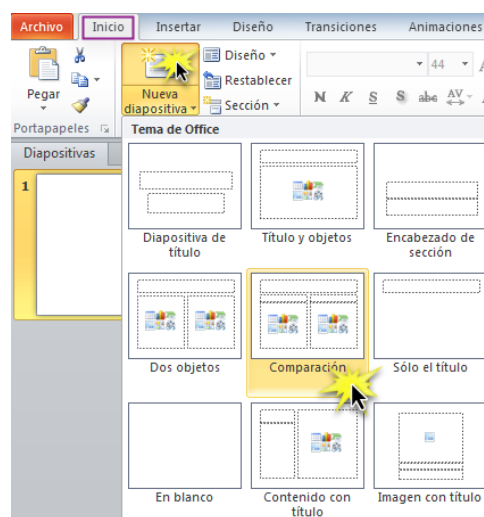 Archivo Inicio Insertar Diseño Transiciones Animaciones
Pegar
Portapapeles
Nueva
diapositiva
Diseño
Restablecer
Sección
44
N K S S abc AV
Tema de Office
Diapositivas
1
Diapositiva de
título
Título y objetos
Encabezado de
sección
Dos objetos
Comparación
Sólo el título
En blanco
Contenido con
título
Imagen con título